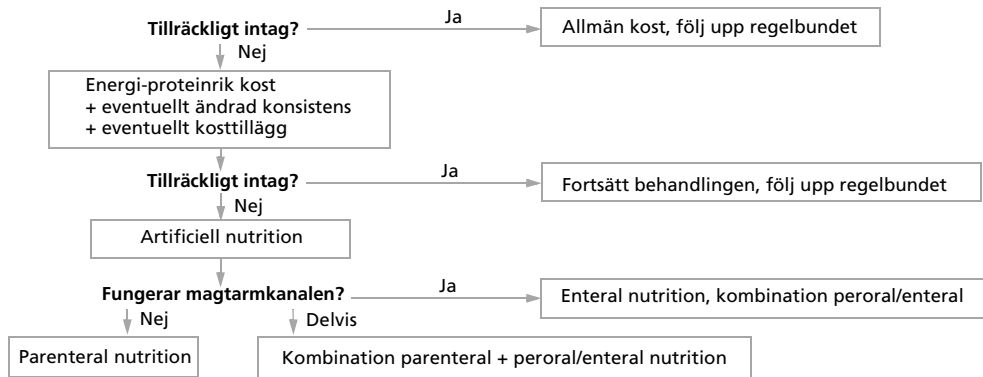 Tillräckligt intag?
Ja
Allmän kost, följ upp regelbundet
Nej
Energi-proteinrik kost
+ eventuellt ändrad konsistens
+ eventuellt kosttillägg
Tillräckligt intag?
Ja
Fortsätt behandlingen, följ upp regelbundet
Nej
Artificiell nutrition
Fungerar magtarmkanalen?
Ja
Enteral nutrition, kombination peroral/enteral
Nej
Delvis
Parenteral nutrition
Kombination parenteral + peroral/enteral nutrition